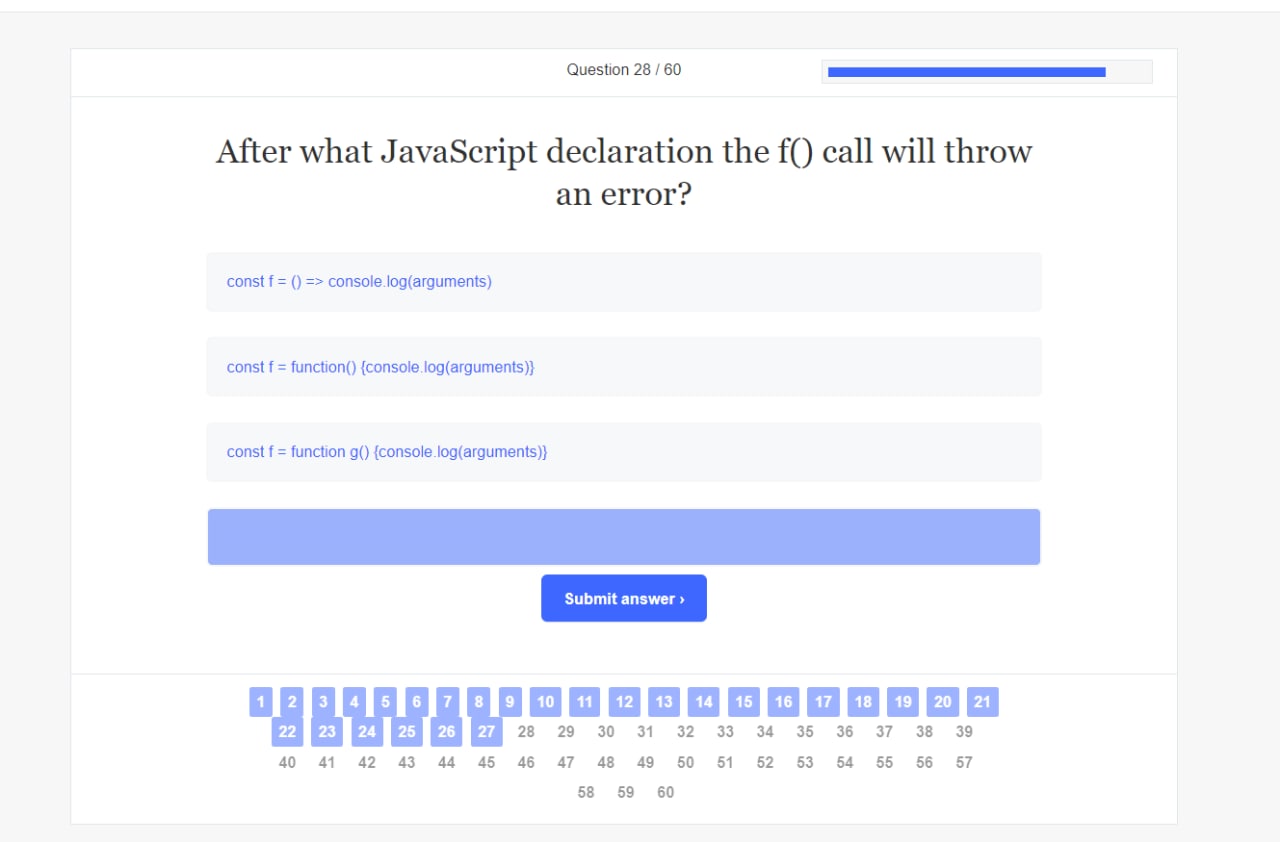 Question 28 / 60
After what JavaScript declaration the f() call will throw
an error?
const f = () => console.log(arguments)
const f = function() {console.log(arguments)}
const f = function g() {console.log(arguments)}
Submit answer ›
1 2 3 4 5 6 7 8 9 10 11 12 13 14 15 16 17 18 19 20 21
22 23 24 25 26 27 28 29 30 31 32 33 34 35 36 37 38 39
40 41 42 43 44 45 46 47 48 49 50 51 52 53 54 55 56 57
58 59 60